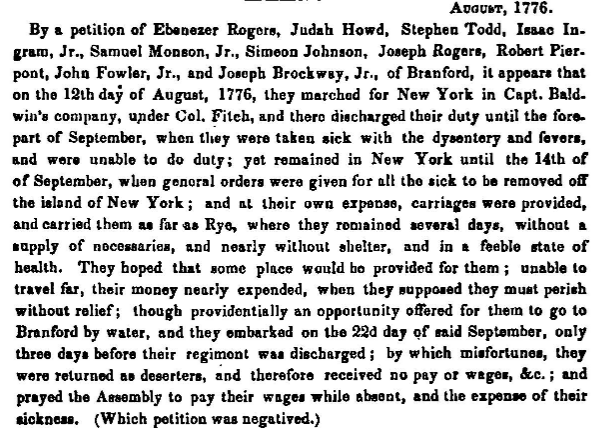 AUGUST, 1776.
By a petition of Ebenezer Rogers, Judah Howd, Stephen Todd, Isaac In-
gram, Jr., Samuel Monson, Jr., Simeon Johnson, Joseph Rogers, Robert Pier-
pont, John Fowler, Jr., and Joseph Brockway, Jr., of Branford, it appears that
on the 12th day of August, 1776, they marched for New York in Capt. Bald-
win's company, under Col. Fitch, and there discharged their duty until the fore-
part of September, when they were taken sick with the dysentery and fevers,
and were unable to do duty; yet remained in New York until the 14th of
of September, when general orders were given for all the sick to be removed off
the island of New York; and at their own expense, carriages were provided,
and carried them as far as Rye, where they remained several days, without a
supply of necessaries, and nearly without shelter, and in a feeble state of
health. They hoped that some place would be provided for them; unable to
travel far, their money nearly expended, when they supposed they must perish
without relief; though providentially an opportunity offered for them to go to
Branford by water, and they embarked on the 22d day of said September, only
three days before their regiment was discharged; by which misfortunes, they
were returned as deserters, and therefore received no pay or wages, &c.; and
prayed the Assembly to pay their wages while absent, and the expense of their
sickness. (Which petition was negatived.)